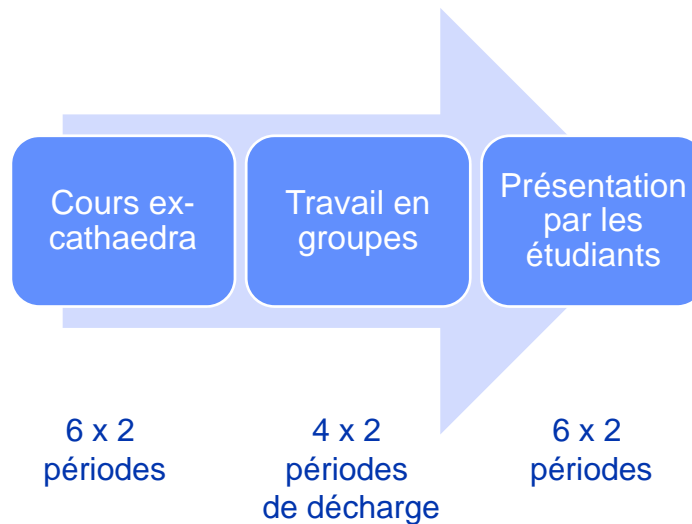 Cours ex-
cathaedra
Travail en
groupes
Présentation
par les
étudiants
6 x 2
périodes
4 x 2
périodes
de décharge
6 x 2
périodes